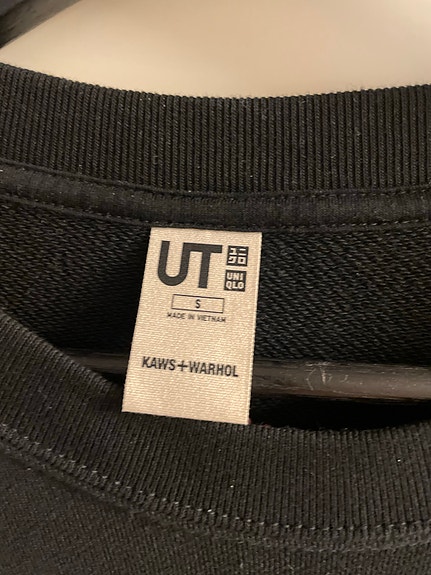 UT ユニ
クロ
UNI
QLO
S
MADE IN VIETNAM
KAWS+WARHOL